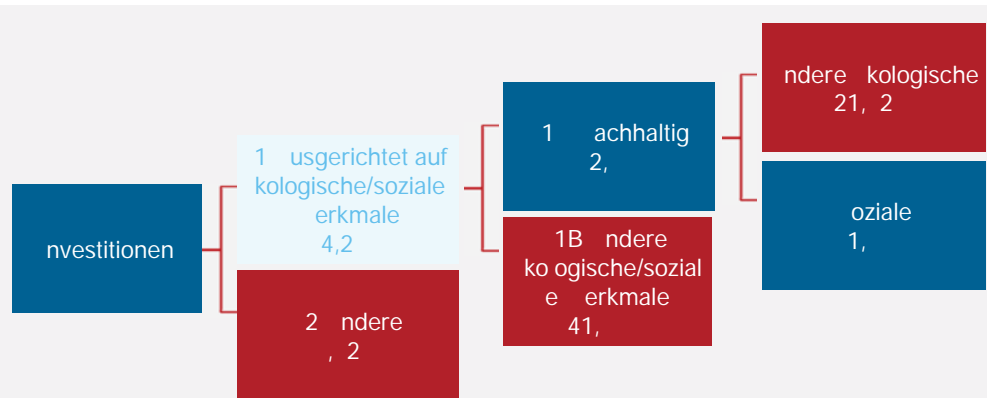 nvestitionen
1 usgerichtet auf
kologische/soziale
erkmale
4,2
2 ndere
, 2
1 achhaltig
2,
1B ndere
ko ogische/sozial
e erkmale
41,
ndere kologische
21, 2
oziale
1,